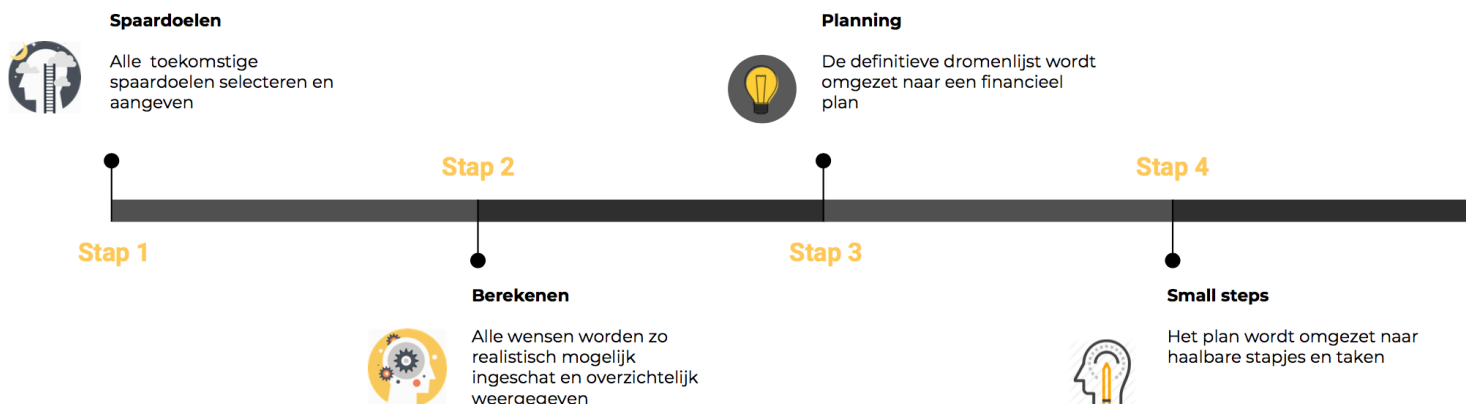 Spaardoelen
Alle toekomstige
spaardoelen selecteren en
aangeven
Stap 1
Stap 2
Berekenen
Alle wensen worden zo
realistisch mogelijk
ingeschat en overzichtelijk
weergegeven
Planning
De definitieve dromenlijst wordt
omgezet naar een financieel
plan
Stap 3
Stap 4
Small steps
Het plan wordt omgezet naar
haalbare stapjes en taken